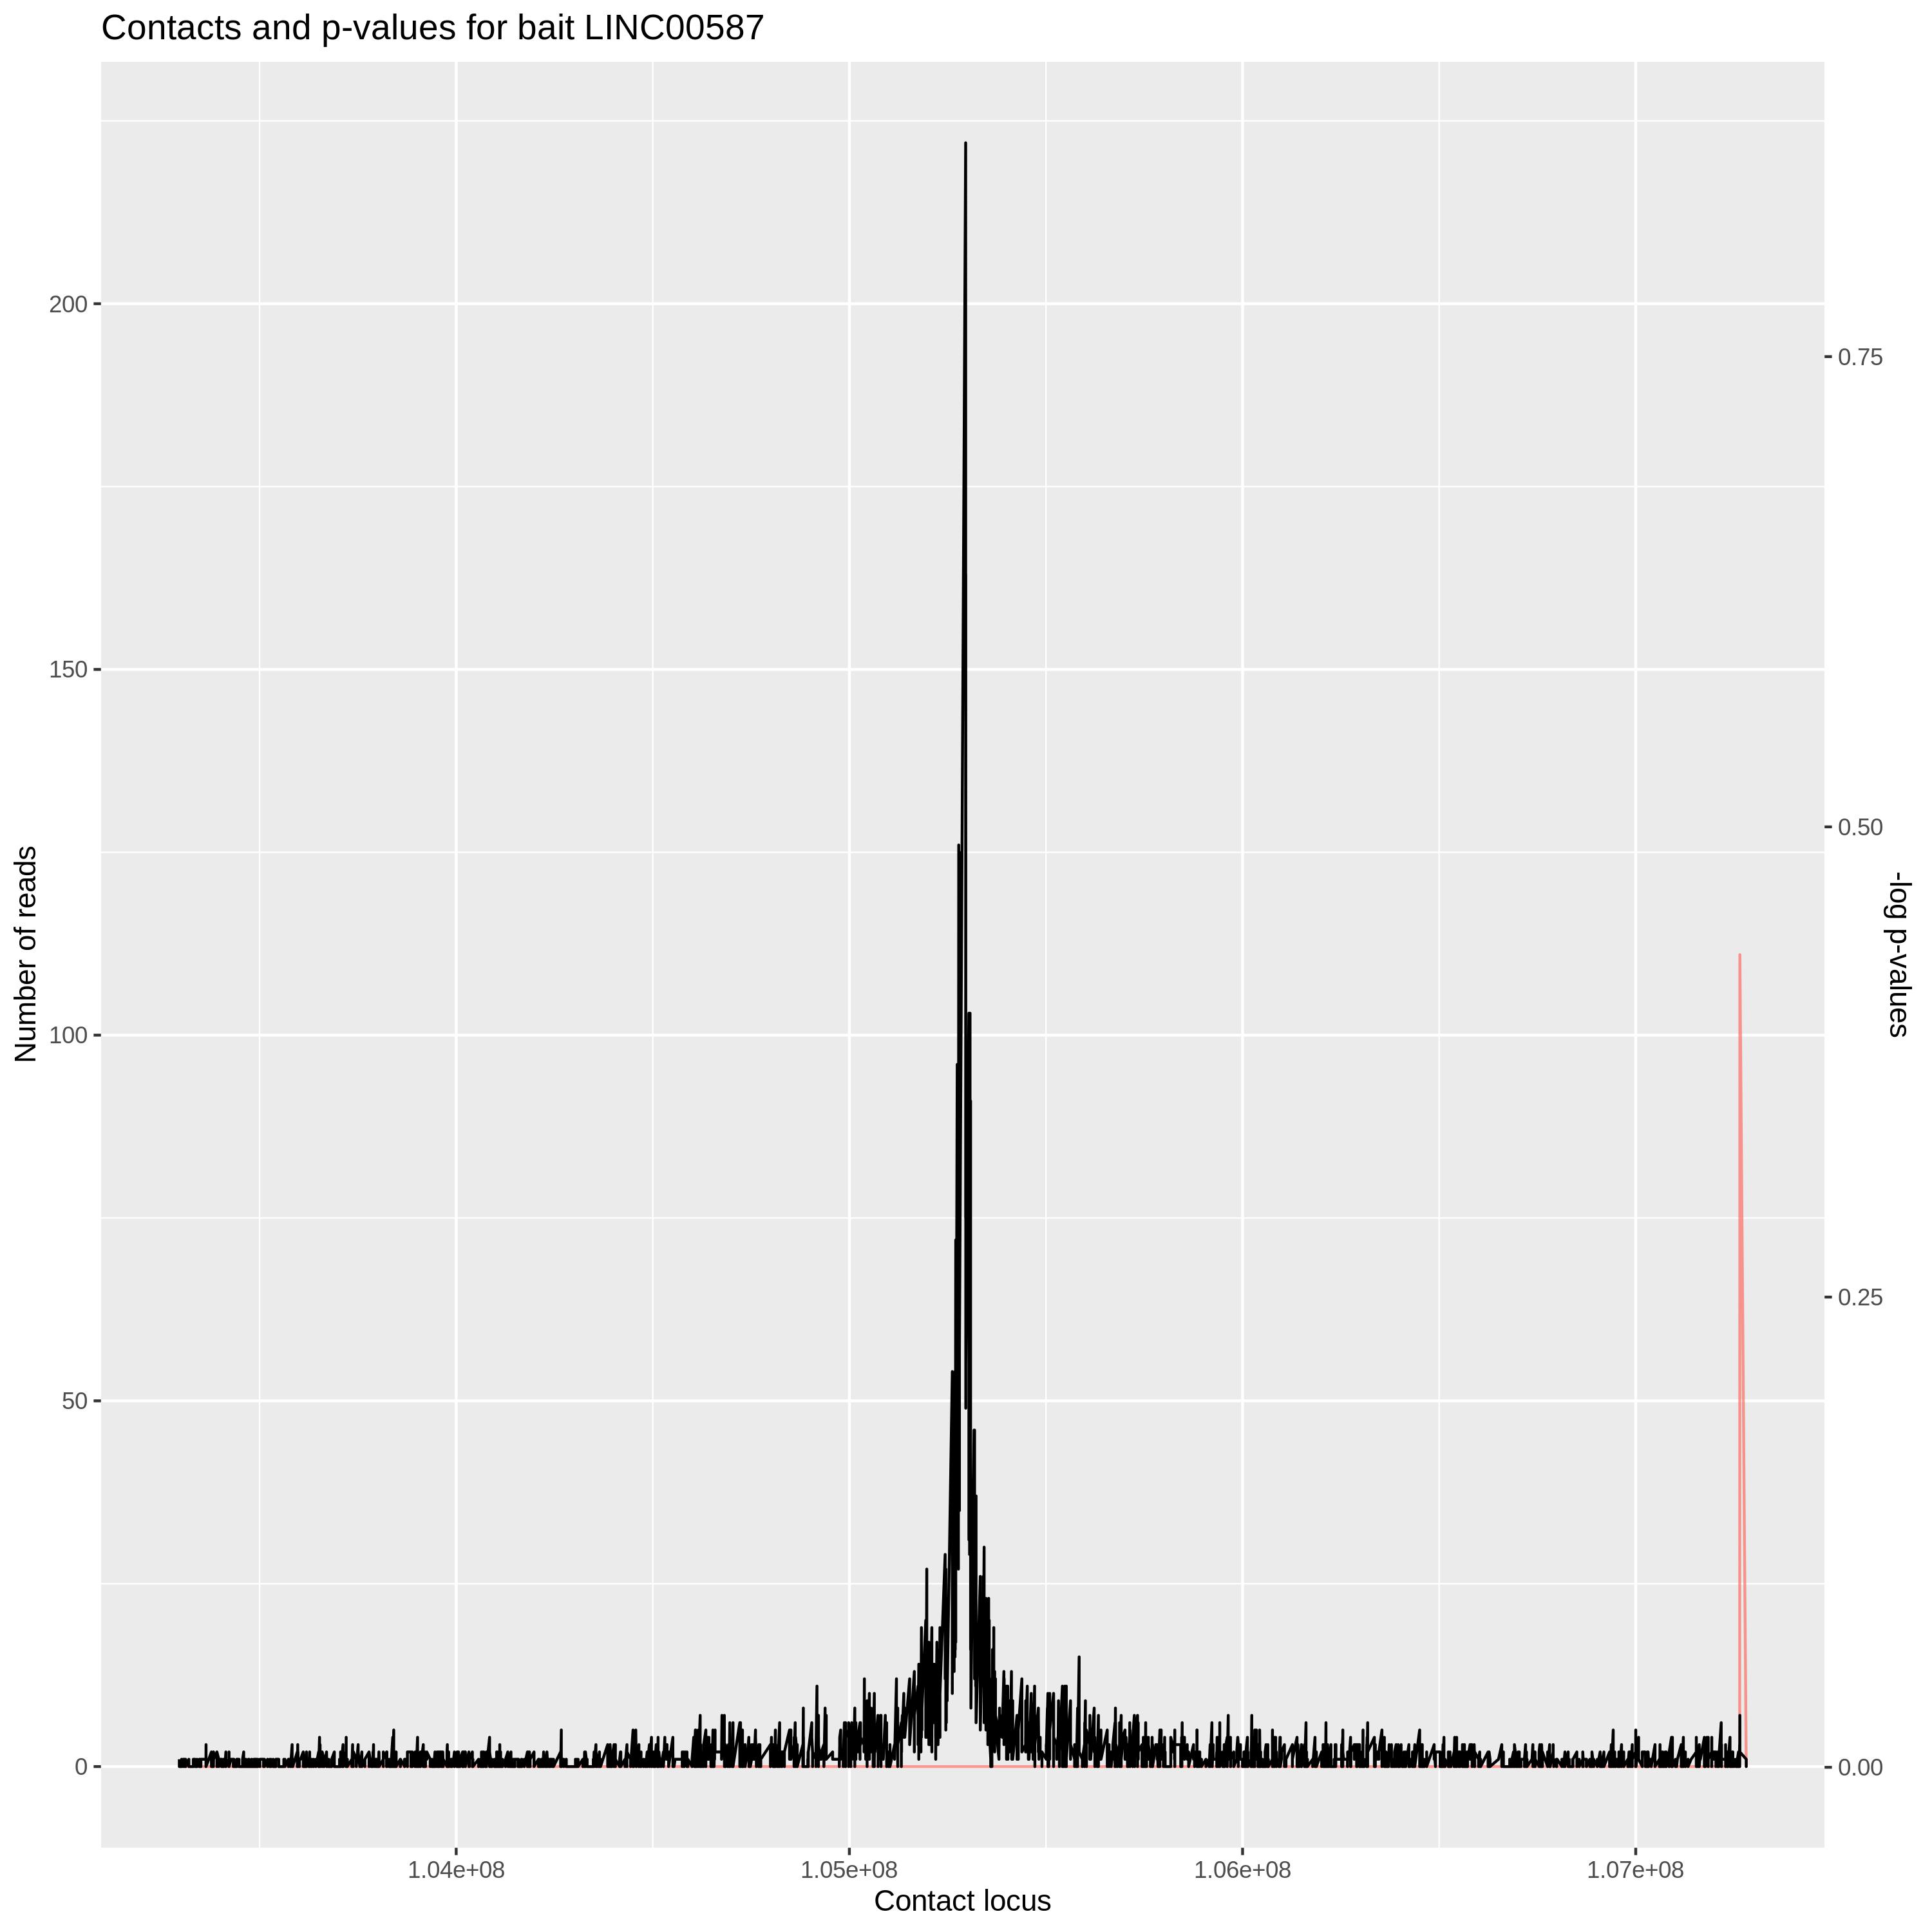 Contacts and p-values for bait LINC00587
200
150
100
50
0
Number of reads
0.75
0.50
0.25
0.00
-log p-values
1.04e+08
1.05e+08
1.06e+08
1.07e+08
Contact locus